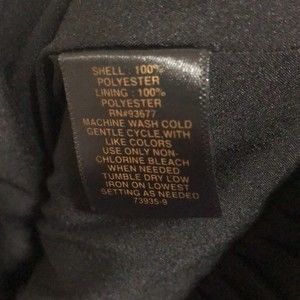 SHELL : 100%
POLYESTER
LINING : 100%
POLYESTER
RN#93677
MACHINE WASH COLD
GENTLE CYCLE, WITH
LIKE COLORS
USE ONLY NON-
CHLORINE BLEACH
WHEN NEEDED
TUMBLE DRY LOW
IRON ON LOWEST
SETTING AS NEEDED
73935-9